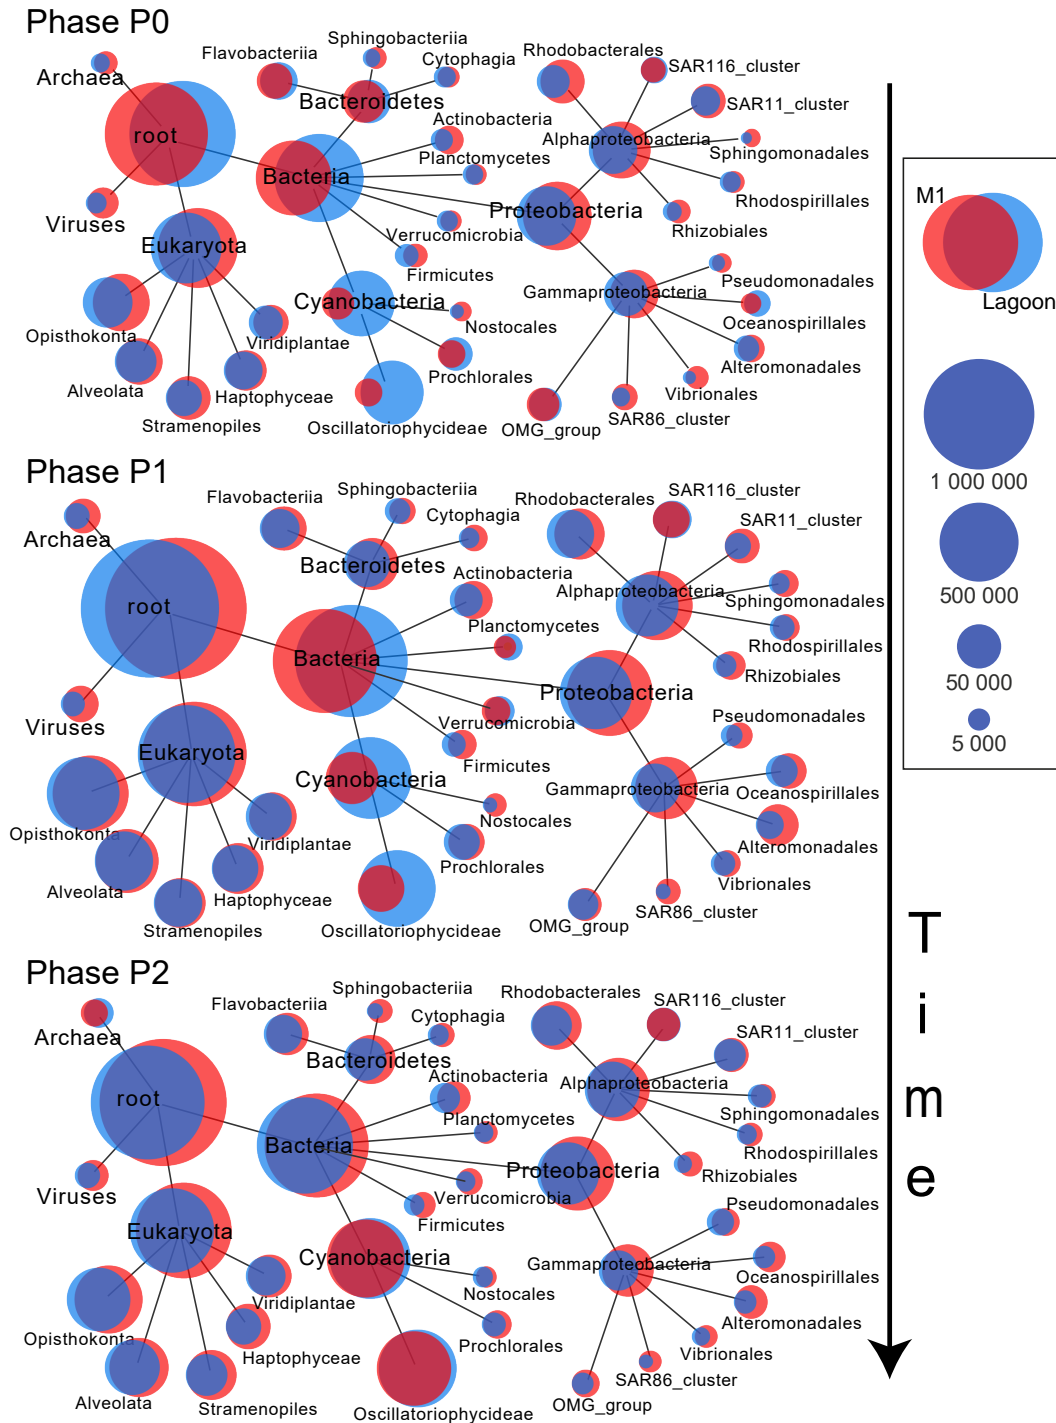 Phase P0
Sphingobacteriia
Flavobacteriia
Cytophagia
Archaea
Bacteroidetes
root
Actinobacteria
Planctomycetes
Bacteria
Viruses
Verrucomicrobia
Eukaryota
Firmicutes
Cyanobacteria
Nostocales
Opisthokonta
Viridiplantae
Prochlorales
Alveolata
Haptophyceae
Stramenopiles
Oscillatoriophycideae
Rhodobacterales
SAR116_cluster
SAR11_cluster
Alphaproteobacteria
Sphingomonadales
Rhodospirillales
Proteobacteria
Rhizobiales
Pseudomonadales
Gammaproteobacteria
Oceanospirillales
Alteromonadales
Vibrionales
SAR86_cluster
OMG_group
Phase P1
Sphingobacteriia
Flavobacteriia
Cytophagia
Archaea
Bacteroidetes
Actinobacteria
root
Planctomycetes
Bacteria
Viruses
Verrucomicrobia
Eukaryota
Firmicutes
Cyanobacteria
Nostocales
Opisthokonta
Viridiplantae
Prochlorales
Alveolata
Haptophyceae
Stramenopiles
Oscillatoriophycideae
Rhodobacterales
SAR116_cluster
SAR11_cluster
Alphaproteobacteria
Sphingomonadales
Rhodospirillales
Rhizobiales
Proteobacteria
Pseudomonadales
Gammaproteobacteria
Oceanospirillales
Alteromonadales
Vibrionales
SAR86_cluster
OMG_group
Phase P2
Sphingobacteriia
Flavobacteriia
Cytophagia
Archaea
Bacteroidetes
Actinobacteria
root
Planctomycetes
Bacteria
Viruses
Verrucomicrobia
Firmicutes
Eukaryota
Cyanobacteria
Nostocales
Viridiplantae
Opisthokonta
Prochlorales
Haptophyceae
Alveolata
Stramenopiles
Oscillatoriophycideae
Rhodobacterales
SAR116_cluster
SAR11_cluster
Alphaproteobacteria
Sphingomonadales
Rhodospirillales
Proteobacteria
Rhizobiales
Pseudomonadales
Gammaproteobacteria
Oceanospirillales
Alteromonadales
Vibrionales
SAR86_cluster
OMG_group
M1
Lagoon
1 000 000
500 000
50 000
5 000
T
i
m
e